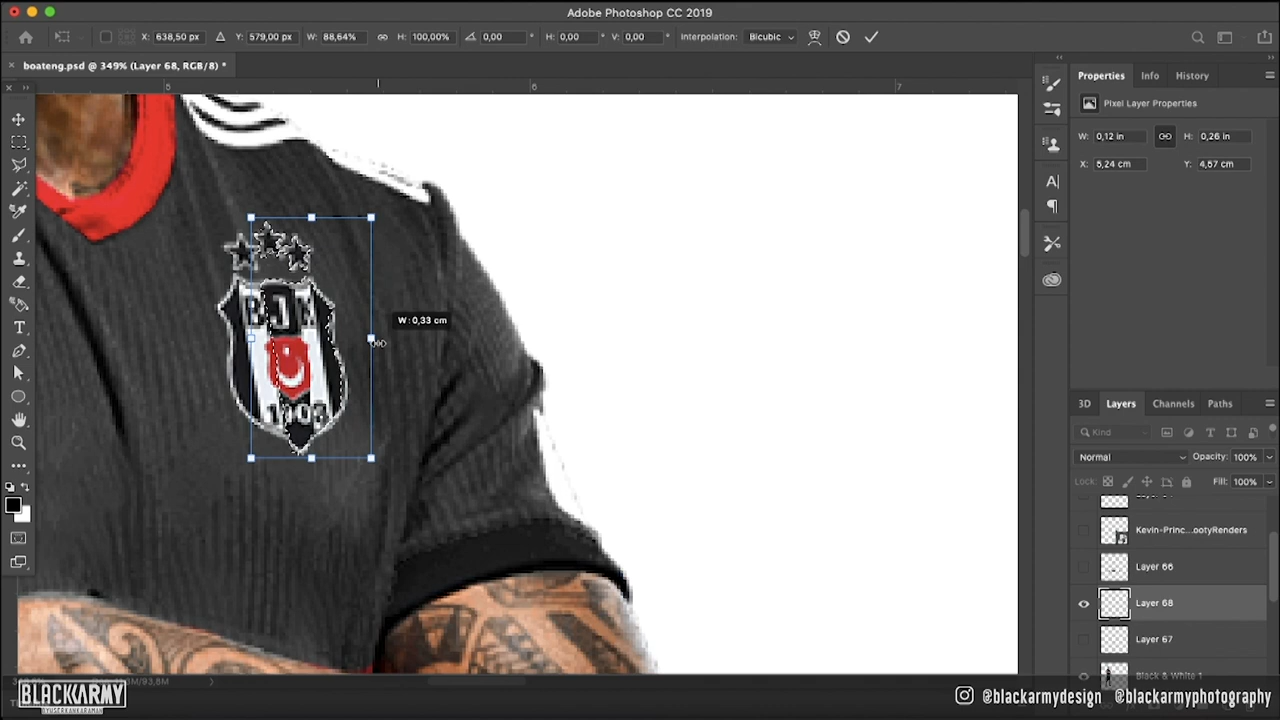 Adobe Photoshop CC 2019
X: 638,50 px Y: 579,00 px W: 88,64% H: 100,00% 0,00 ° H: 0,00 ° V: 0,00 ° Interpolation: Bicubic
boateng.psd @ 349% (Layer 68, RGB/8) *
5 6 7
Properties Info History
Pixel Layer Properties
W: 0,12 in H: 0,26 in
X: 5,24 cm Y: 4,57 cm
W: 0,33 cm
1903
3D Layers Channels Paths
Kind
Normal Opacity: 100%
Lock: Fill: 100%
Kevin-Princ...ootyRenders
Layer 66
Layer 68
Layer 67
Black & White 1
BLACKARMY
@blackarmydesign @blackarmyphotography